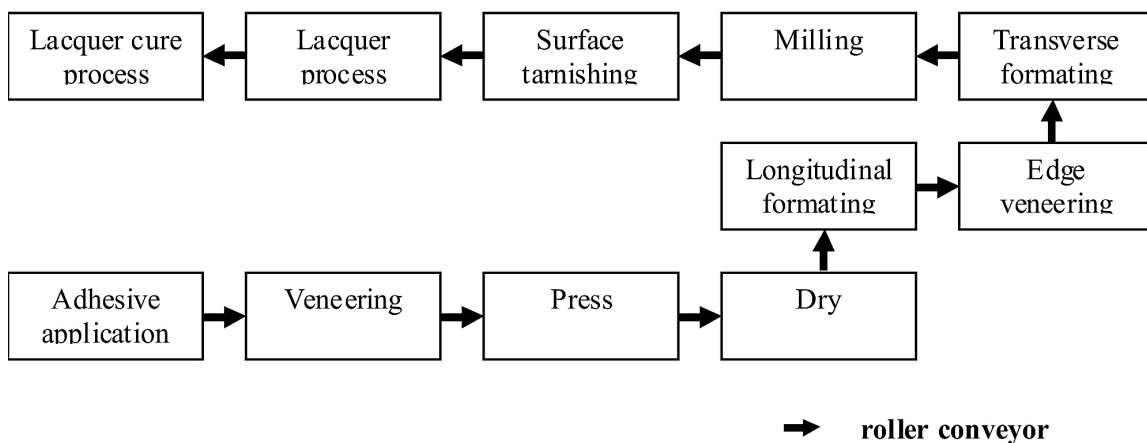 Lacquer cure
process
Lacquer
process
Surface
tarnishing
Milling
Transverse
formating
Longitudinal
formating
Edge
veneering
Adhesive
application
Veneering
Press
Dry
roller conveyor